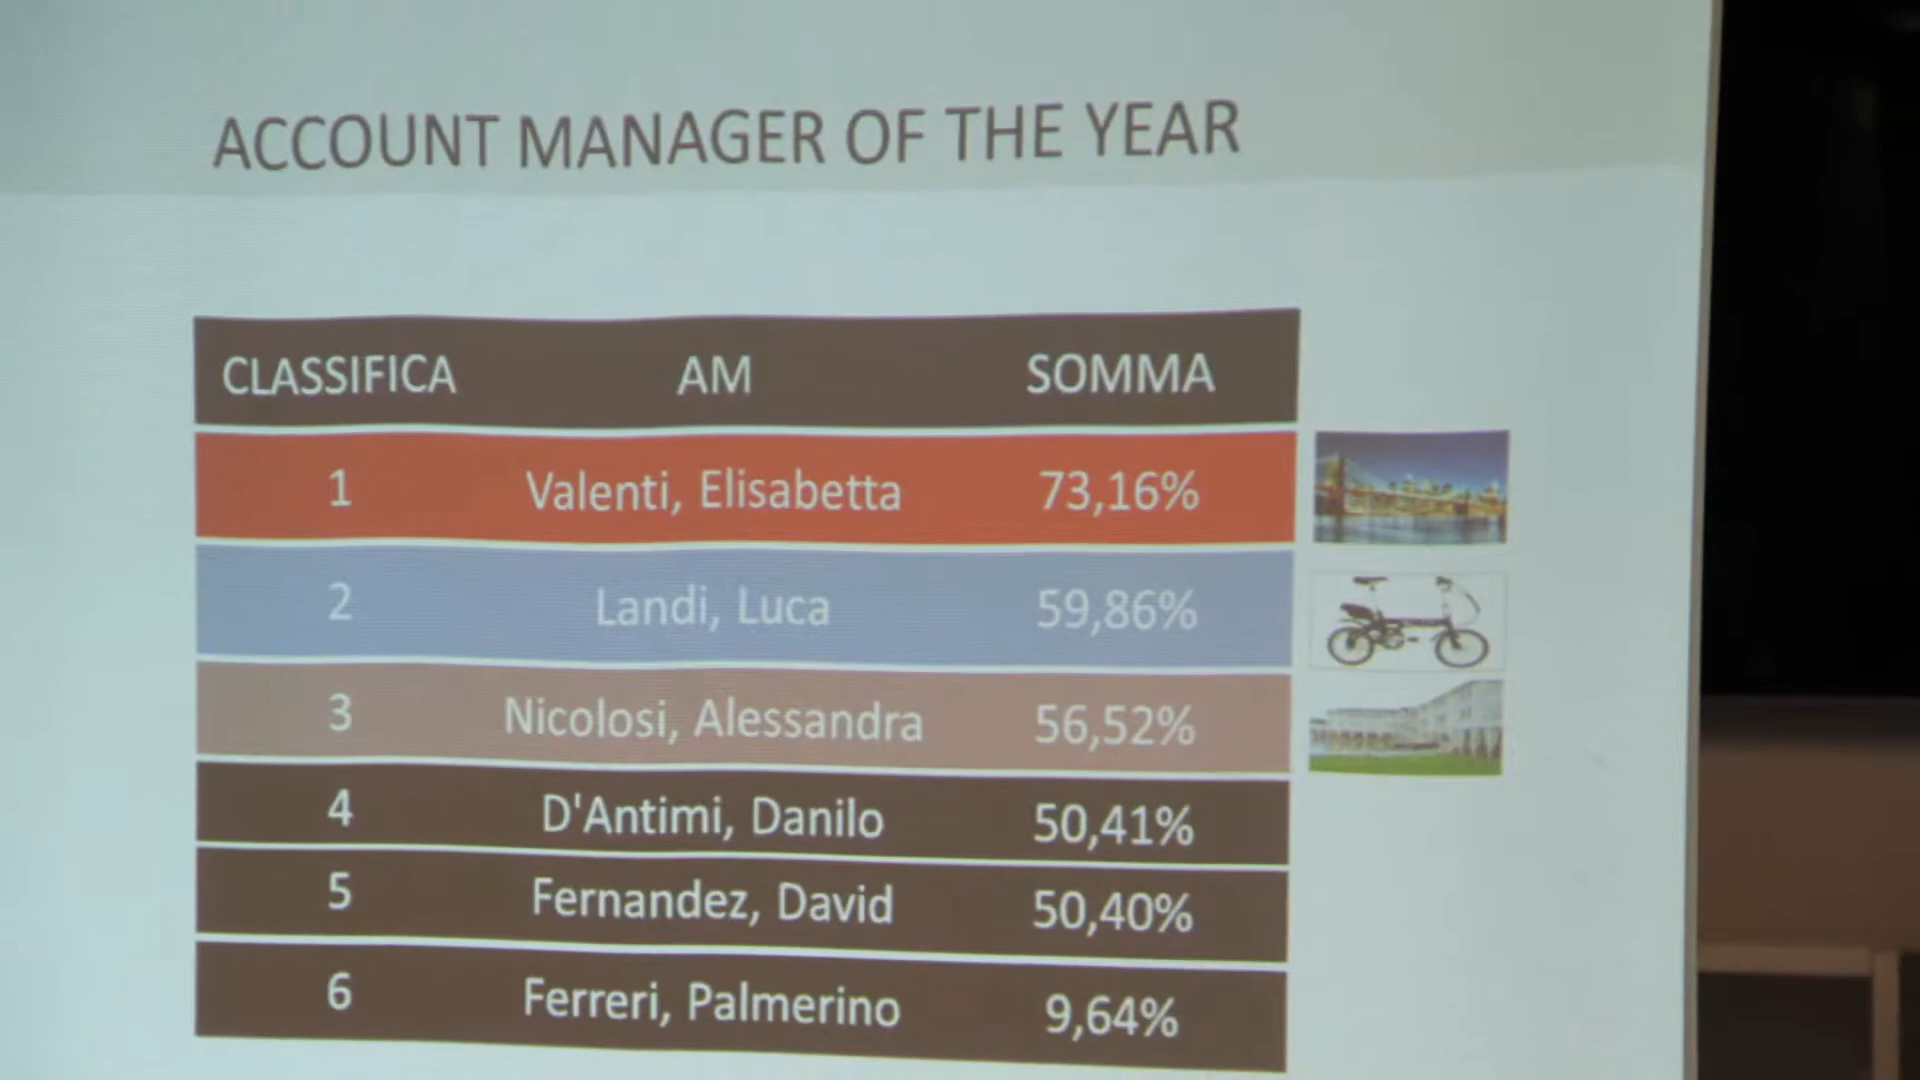 ACCOUNT MANAGER OF THE YEAR
CLASSIFICA AM SOMMA
1 Valenti, Elisabetta 73,16%
2 Landi, Luca 59,86%
3 Nicolosi, Alessandra 56,52%
4 D'Antimi, Danilo 50,41%
5 Fernandez, David 50,40%
6 Ferreri, Palmerino 9,64%